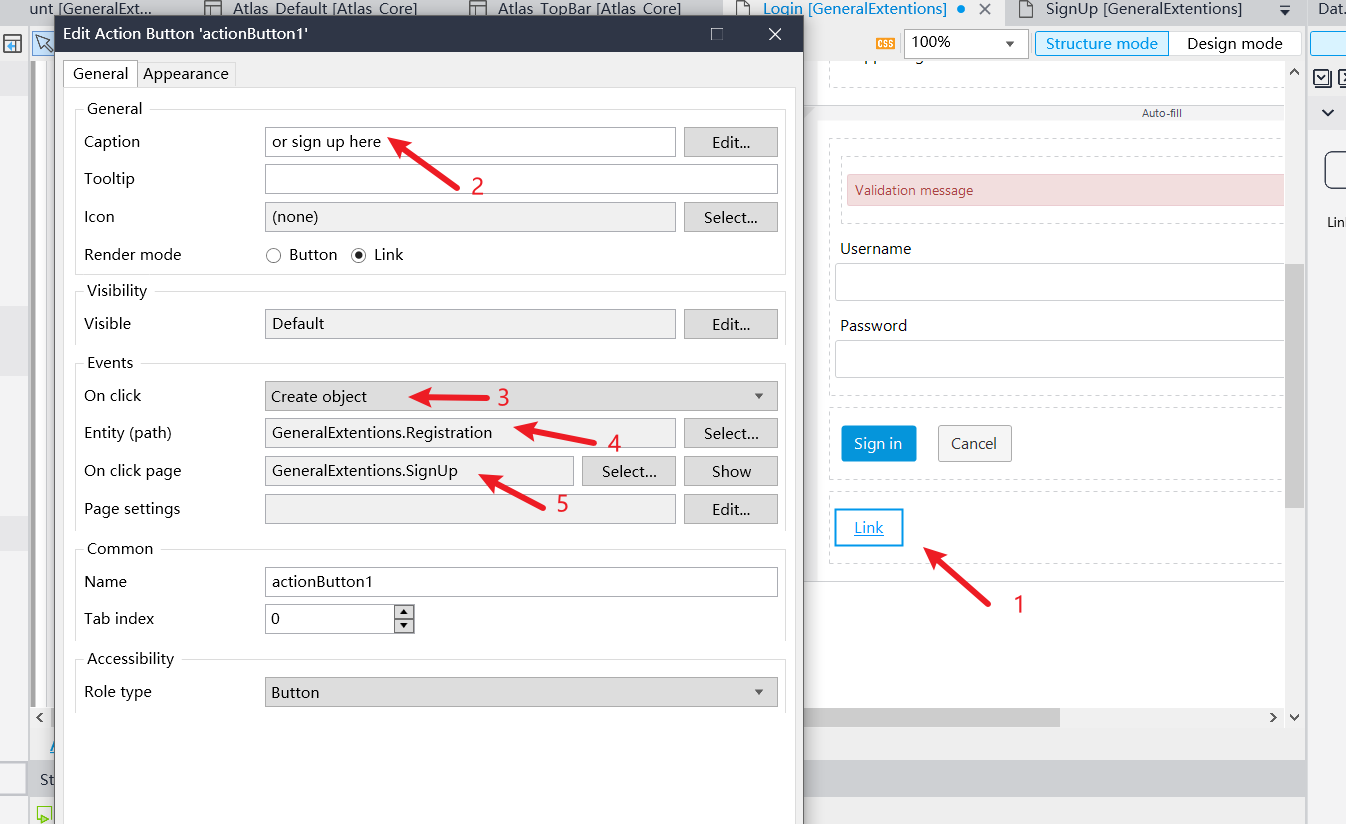 unt [GeneralExt...
Atlas_Default [Atlas_Core]
Atlas_TopBar [Atlas_Core]
Login [GeneralExtentions]
SignUp [GeneralExtentions]
Dat.
Edit Action Button 'actionButton1'
CSS
100%
Structure mode
Design mode
General
Appearance
General
Caption
or sign up here
Edit...
2
Tooltip
Icon
(none)
Select...
Render mode
Button
Link
Visibility
Visible
Default
Edit...
Events
On click
Create object
3
Entity (path)
GeneralExtentions.Registration
4
Select...
On click page
GeneralExtentions.SignUp
5
Select...
Show
Page settings
Edit...
Common
Name
actionButton1
Tab index
0
Accessibility
Role type
Button
Auto-fill
Validation message
Username
Password
Sign in
Cancel
Link
1
Lin
St